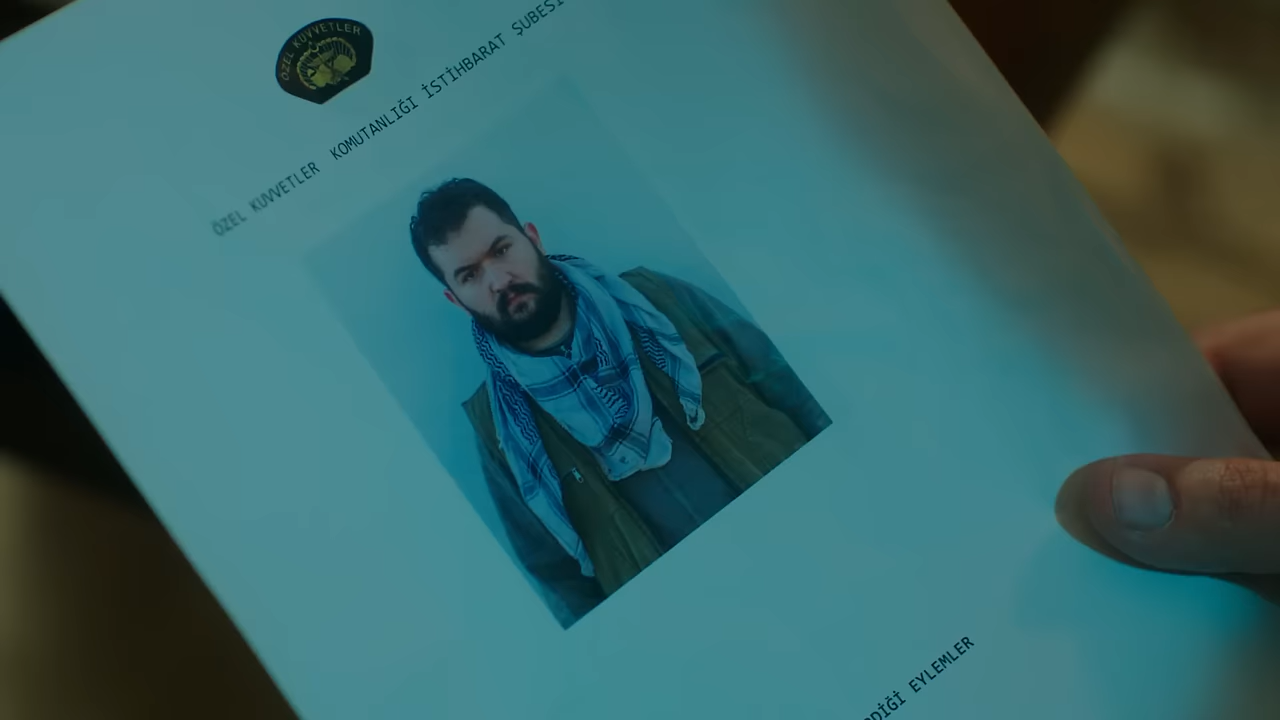 ÖZEL KUVVETLER
ÖZEL KUVVETLER KOMUTANLIĞI İSTİHBARAT ŞUBESİ
EYLEMLER